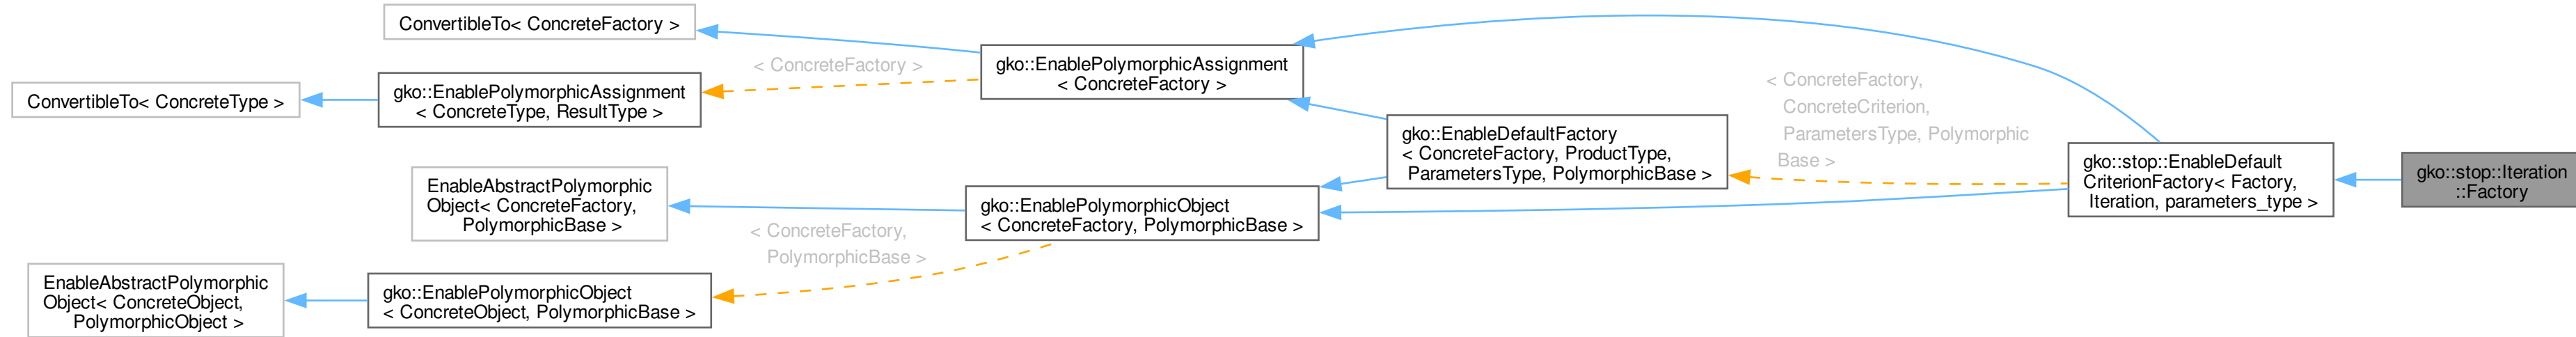 ConvertibleTo< ConcreteFactory >
ConvertibleTo< ConcreteType >
gko::EnablePolymorphicAssignment
< ConcreteType, ResultType >
< ConcreteFactory >
gko::EnablePolymorphicAssignment
< ConcreteFactory >
EnableAbstractPolymorphic
Object< ConcreteFactory,
PolymorphicBase >
EnableAbstractPolymorphic
Object< ConcreteObject,
PolymorphicObject >
gko::EnablePolymorphicObject
< ConcreteObject, PolymorphicBase >
< ConcreteFactory,
PolymorphicBase >
gko::EnablePolymorphicObject
< ConcreteFactory, PolymorphicBase >
gko::EnableDefaultFactory
< ConcreteFactory, ProductType,
ParametersType, PolymorphicBase >
< ConcreteFactory,
ConcreteCriterion,
ParametersType, Polymorphic
Base >
gko::stop::EnableDefault
CriterionFactory< Factory,
Iteration, parameters_type >
gko::stop::Iteration
::Factory